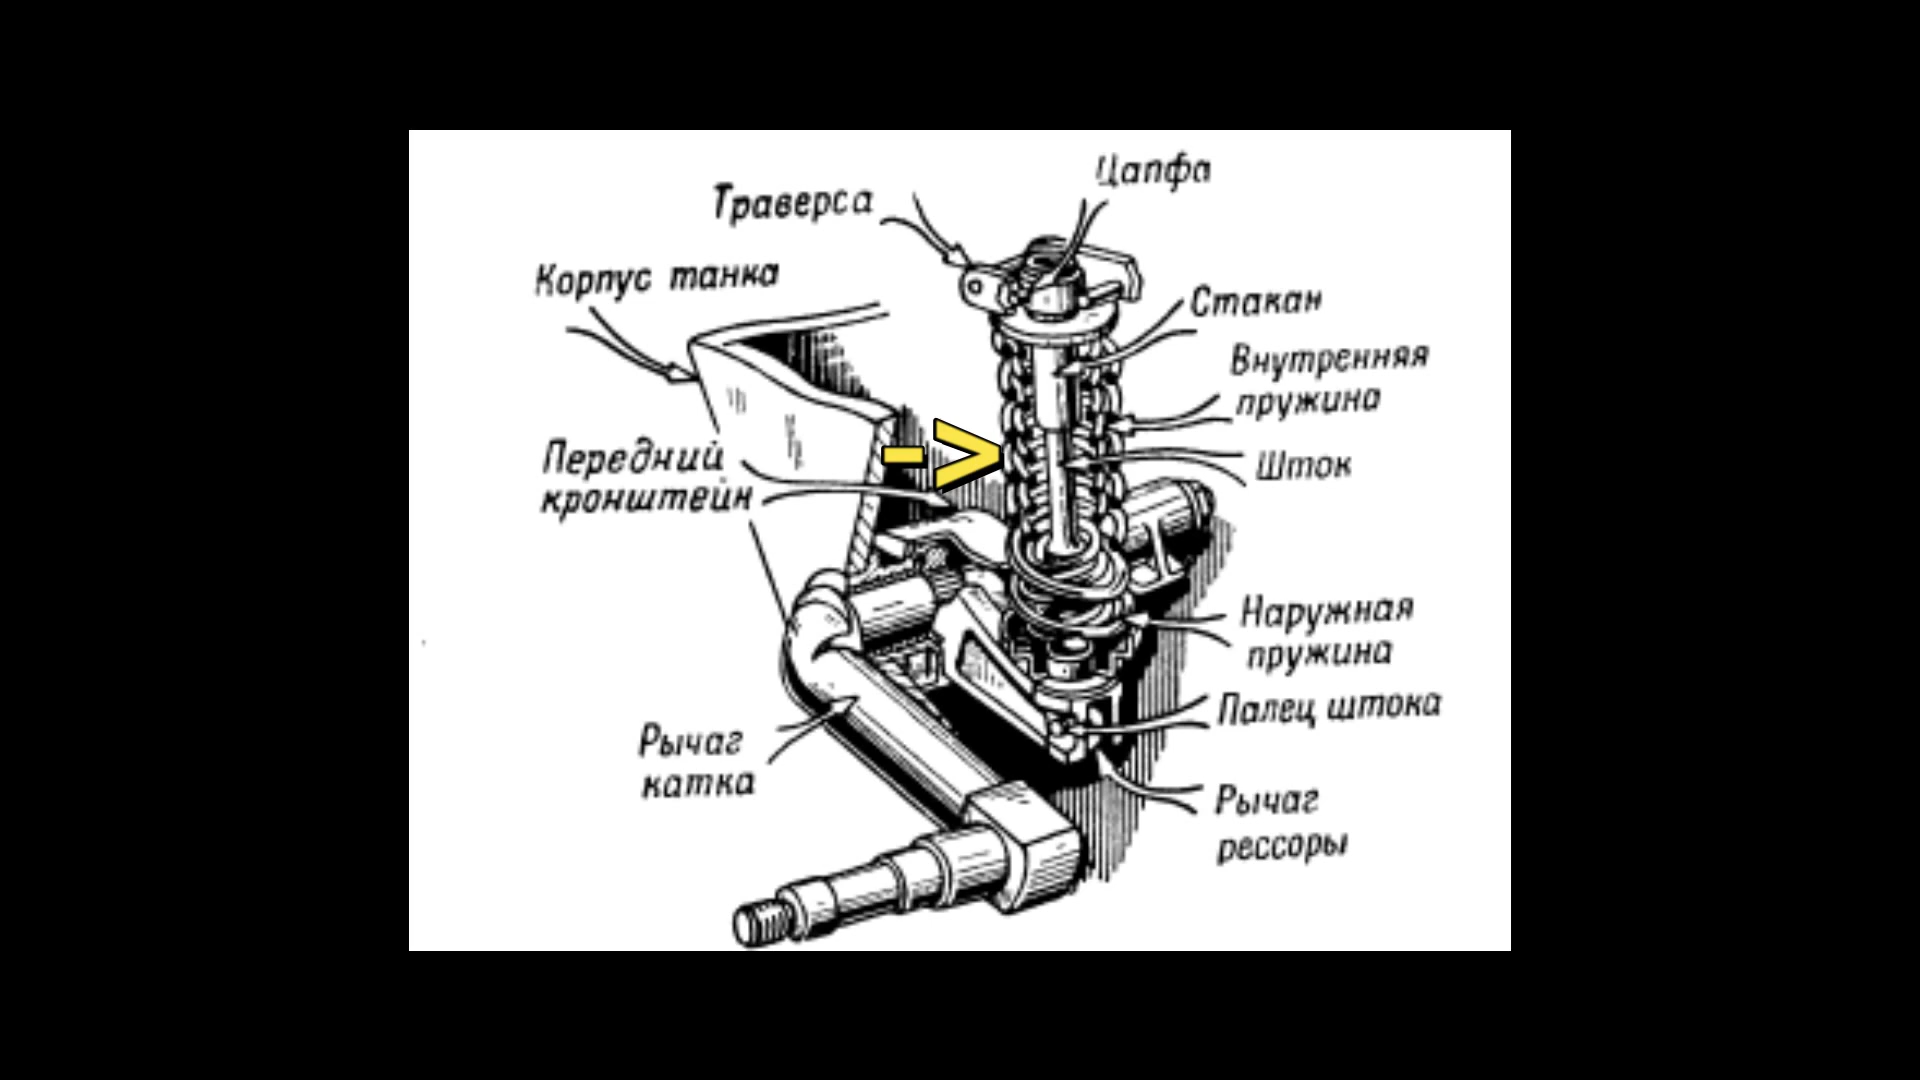 Цапфа
Траверса
Корпус танка
Стакан
Внутренняя
пружина
Передний
кронштейн
->
Шток
Наружная
пружина
Палец штока
Рычаг
катка
Рычаг
рессоры